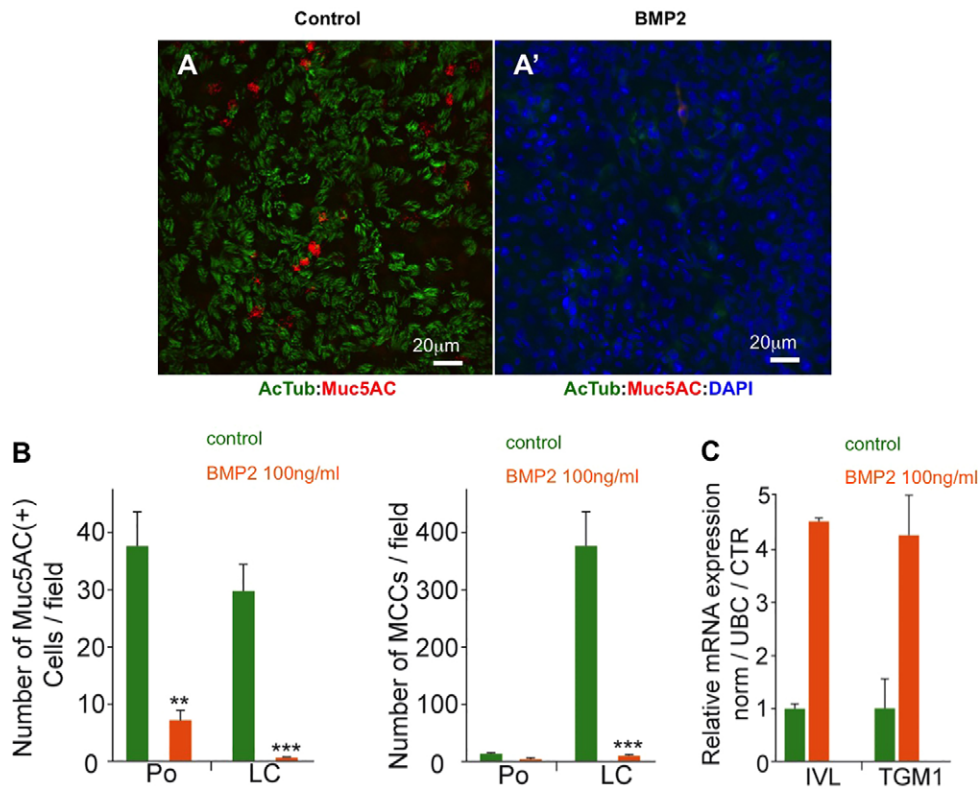 Control
BMP2
A
A'
20μm
20μm
AcTub:Muc5AC
AcTub:Muc5AC:DAPI
B
control
BMP2 100ng/ml
Number of Muc5AC(+)
Cells / field
40
30
20
10
0
**
***
Po
LC
control
BMP2 100ng/ml
Number of MCCs / field
400
300
200
100
0
***
Po
LC
C
control
BMP2 100ng/ml
Relative mRNA expression
norm / UBC / CTR
5
4
3
2
1
0
IVL
TGM1